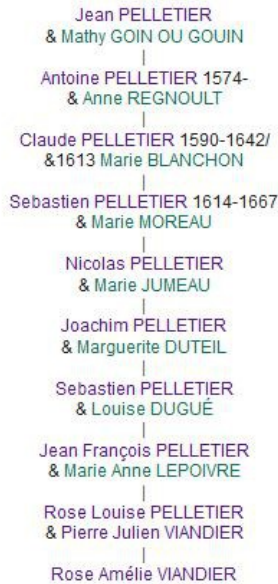 Jean PELLETIER
& Mathy GOIN OU GOUIN
|
Antoine PELLETIER 1574-
& Anne REGNOULT
|
Claude PELLETIER 1590-1642/
&1613 Marie BLANCHON
|
Sebastien PELLETIER 1614-1667
& Marie MOREAU
|
Nicolas PELLETIER
& Marie JUMEAU
|
Joachim PELLETIER
& Marguerite DUTEIL
|
Sebastien PELLETIER
& Louise DUGUÉ
|
Jean François PELLETIER
& Marie Anne LEPOIVRE
|
Rose Louise PELLETIER
& Pierre Julien VIANDIER
|
Rose Amélie VIANDIER